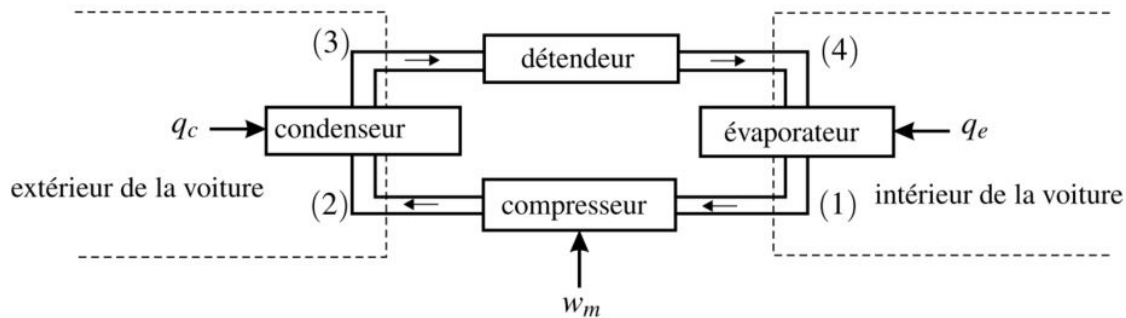 (3)
détendeur
(4)
q_c
condenseur
évaporateur
q_e
extérieur de la voiture
(2)
compresseur
(1)
intérieur de la voiture
w_m